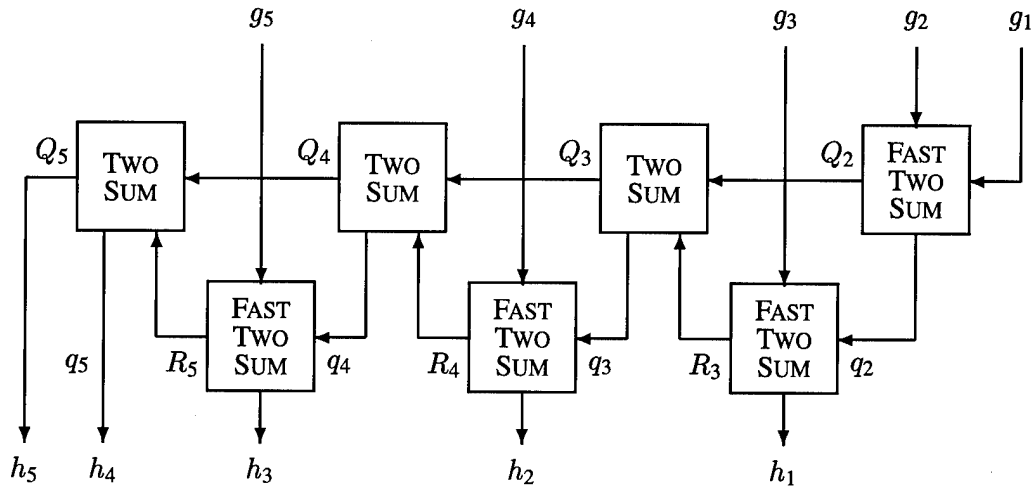 g5 g4 g3 g2 g1
Q5 TWO SUM Q4 TWO SUM Q3 TWO SUM Q2 FAST TWO SUM
q5 R5 FAST TWO SUM q4 R4 FAST TWO SUM q3 R3 FAST TWO SUM q2
h5 h4 h3 h2 h1